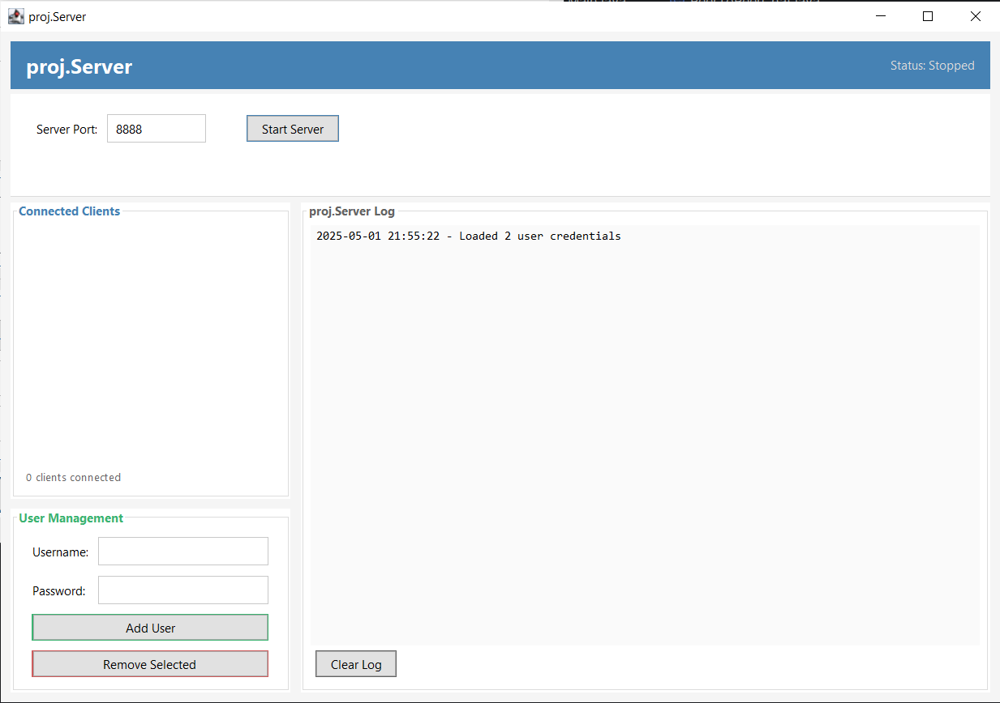 proj.Server
proj.Server
Status: Stopped
Server Port:
8888
Start Server
Connected Clients
0 clients connected
User Management
Username:
Password:
Add User
Remove Selected
proj.Server Log
2025-05-01 21:55:22 - Loaded 2 user credentials
Clear Log